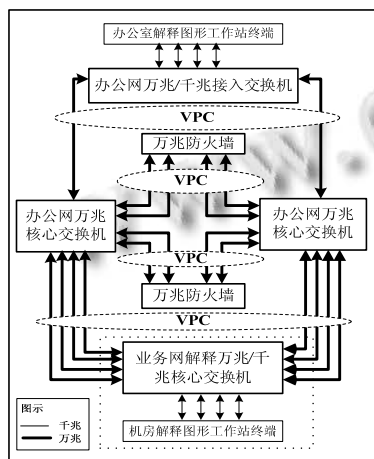 办公室解释图形工作站终端
办公网万兆/千兆接入交换机
VPC
万兆防火墙
VPC
办公网万兆
核心交换机
办公网万兆
核心交换机
VPC
万兆防火墙
VPC
业务网解释万兆/千
兆核心交换机
图示
千兆
万兆
机房解释图形工作站终端